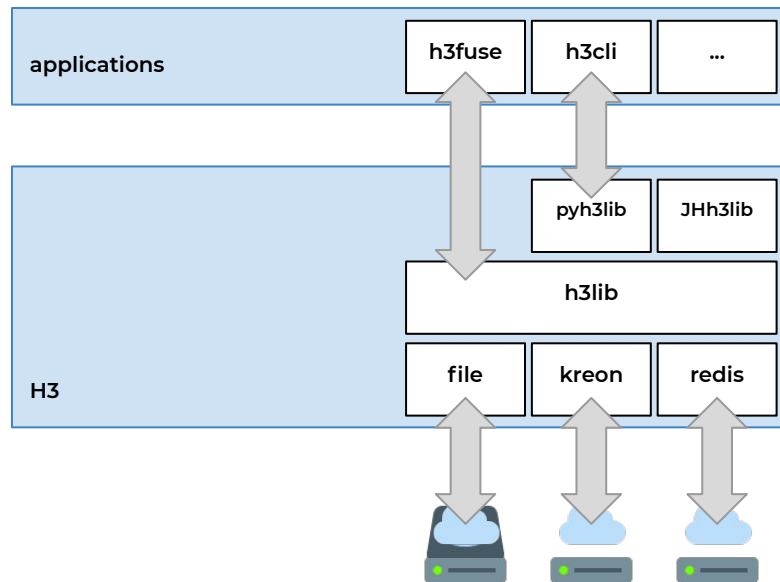 applications
h3fuse
h3cli
...
pyh3lib
JHh3lib
h3lib
H3
file
kreon
redis